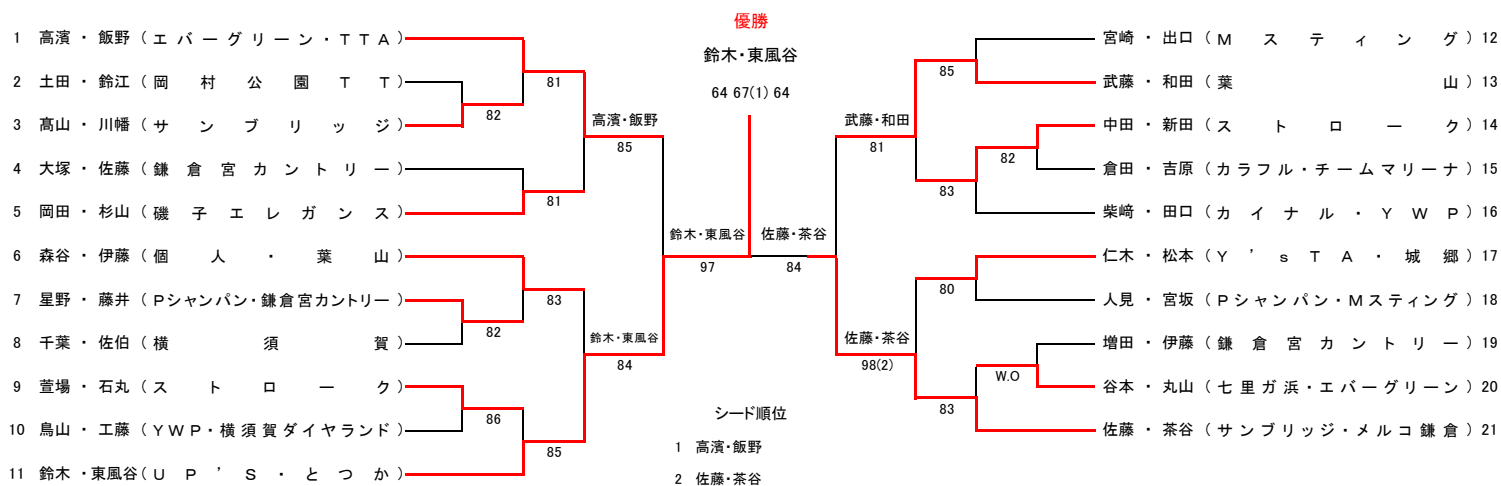 優勝
鈴木・東風谷
64 67(1) 64
1 高濱・飯野(エバーグリーン・TTA)
2 土田・鈴江(岡村公園TT)
3 髙山・川幡(サンブリッジ)
4 大塚・佐藤(鎌倉宮カントリー)
5 岡田・杉山(磯子エレガンス)
6 森谷・伊藤(個人・葉山)
7 星野・藤井(Pシャンパン・鎌倉宮カントリー)
8 千葉・佐伯(横須賀)
9 萱場・石丸(ストローク)
10 鳥山・工藤(YWP・横須賀ダイヤランド)
11 鈴木・東風谷(UP'S・とつか)
82
81
81
82
83
86
85
高濱・飯野
85
鈴木・東風谷
84
鈴木・東風谷
97
佐藤・茶谷
84
武藤・和田
81
佐藤・茶谷
98(2)
85
82
83
80
W.O
83
宮崎・出口(Mスティング)12
武藤・和田(葉山)13
中田・新田(ストローク)14
倉田・吉原(カラフル・チームマリーナ)15
柴﨑・田口(カイナル・YWP)16
仁木・松本(Y'sTA・城郷)17
人見・宮坂(Pシャンパン・Mスティング)18
増田・伊藤(鎌倉宮カントリー)19
谷本・丸山(七里ガ浜・エバーグリーン)20
佐藤・茶谷(サンブリッジ・メルコ鎌倉)21
シード順位
1 高濱・飯野
2 佐藤・茶谷